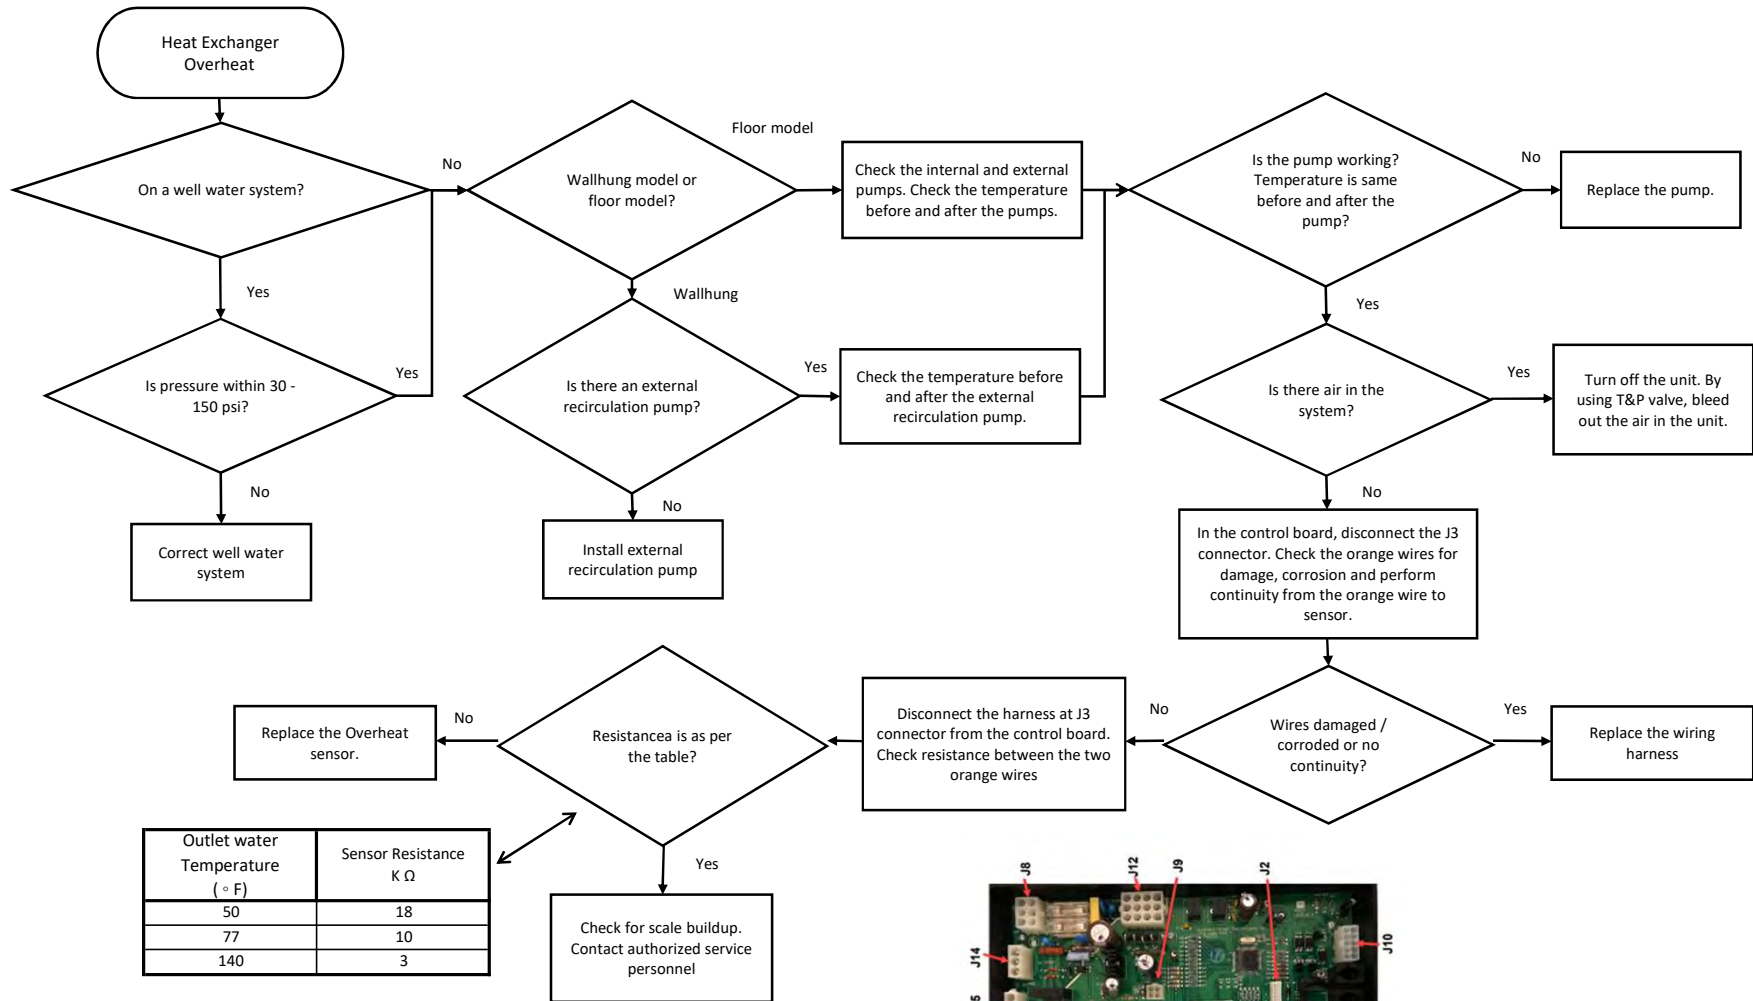 Heat Exchanger
Overheat
On a well water system?
No
Yes
Is pressure within 30 -
150 psi?
Yes
No
Correct well water
system
Wallhung model or
floor model?
Floor model
Wallhung
Is there an external
recirculation pump?
Yes
No
Install external
recirculation pump
Check the internal and external
pumps. Check the temperature
before and after the pumps.
Check the temperature before
and after the external
recirculation pump.
Is the pump working?
Temperature is same
before and after the
pump?
No
Replace the pump.
Yes
Is there air in the
system?
Yes
Turn off the unit. By
using T&P valve, bleed
out the air in the unit.
No
In the control board, disconnect the J3
connector. Check the orange wires for
damage, corrosion and perform
continuity from the orange wire to
sensor.
Wires damaged /
corroded or no
continuity?
Yes
Replace the wiring
harness
No
Disconnect the harness at J3
connector from the control board.
Check resistance between the two
orange wires
Resistancea is as per
the table?
No
Replace the Overheat
sensor.
Yes
Check for scale buildup.
Contact authorized service
personnel
Outlet water
Temperature
( ◦ F)
Sensor Resistance
K Ω
50 18
77 10
140 3
J8
J12
J9
J2
J10
J14